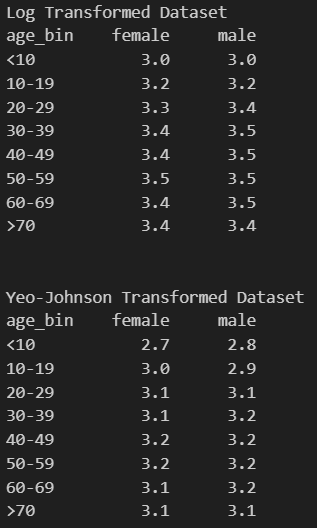 Log Transformed Dataset
age_bin female male
<10 3.0 3.0
10-19 3.2 3.2
20-29 3.3 3.4
30-39 3.4 3.5
40-49 3.4 3.5
50-59 3.5 3.5
60-69 3.4 3.5
>70 3.4 3.4
Yeo-Johnson Transformed Dataset
age_bin female male
<10 2.7 2.8
10-19 3.0 2.9
20-29 3.1 3.1
30-39 3.1 3.2
40-49 3.2 3.2
50-59 3.2 3.2
60-69 3.1 3.2
>70 3.1 3.1